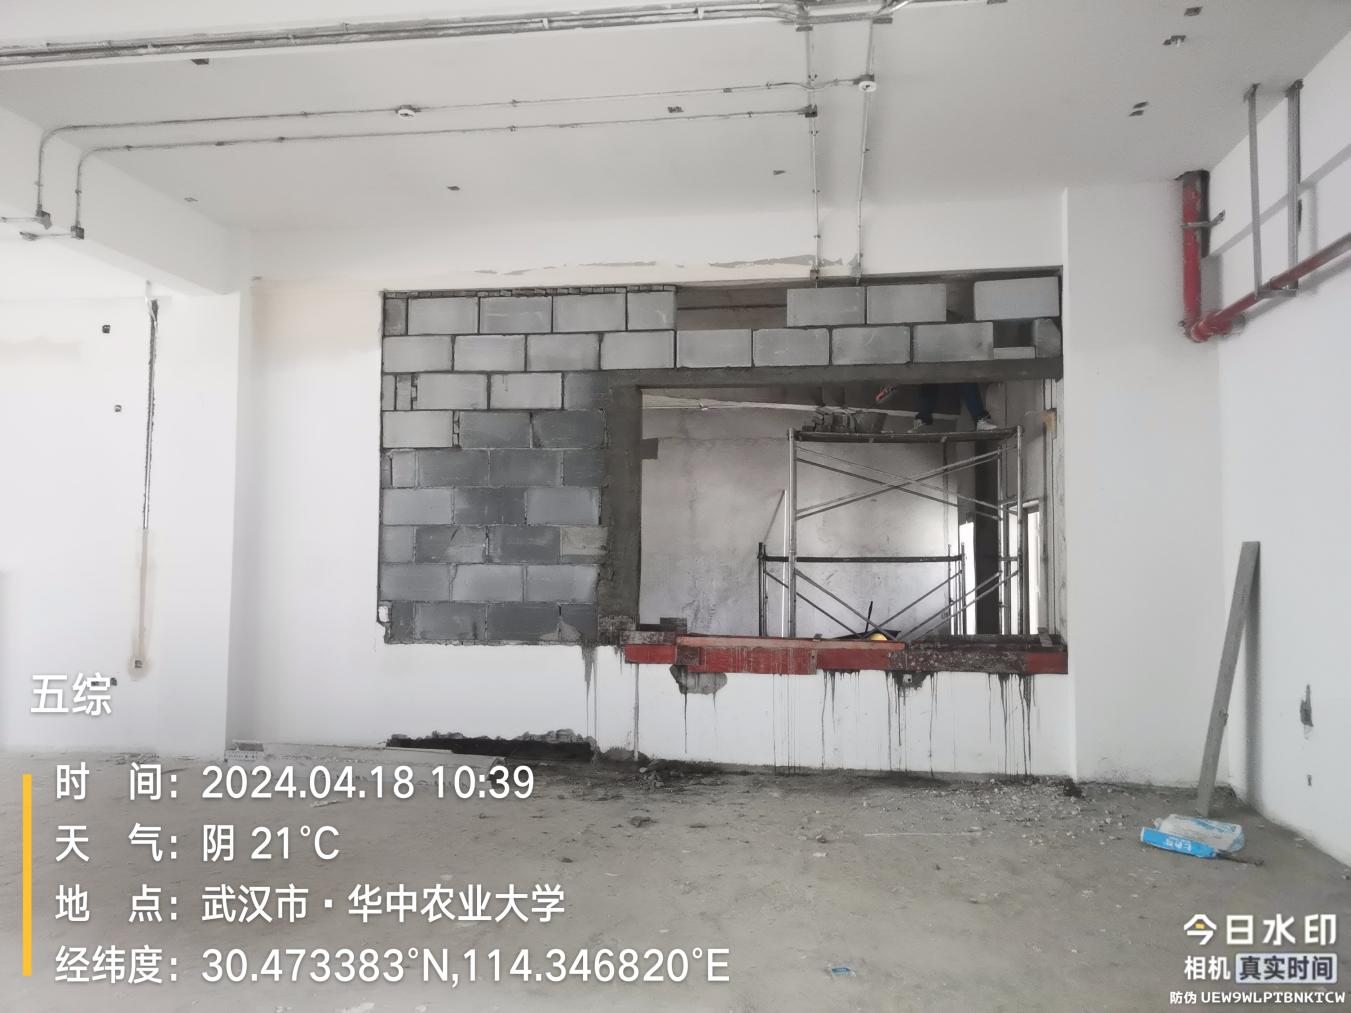 五综
时 间：2024.04.18 10:39
天 气：阴 21℃
地 点：武汉市·华中农业大学
经纬度：30.473383°N,114.346820°E
今日水印
相机 真实时间
防伪 UEW9WLPTBNKTCW